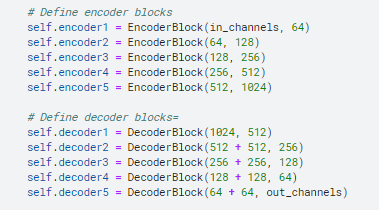 # Define encoder blocks
self.encoder1 = EncoderBlock(in_channels, 64)
self.encoder2 = EncoderBlock(64, 128)
self.encoder3 = EncoderBlock(128, 256)
self.encoder4 = EncoderBlock(256, 512)
self.encoder5 = EncoderBlock(512, 1024)

# Define decoder blocks=
self.decoder1 = DecoderBlock(1024, 512)
self.decoder2 = DecoderBlock(512 + 512, 256)
self.decoder3 = DecoderBlock(256 + 256, 128)
self.decoder4 = DecoderBlock(128 + 128, 64)
self.decoder5 = DecoderBlock(64 + 64, out_channels)